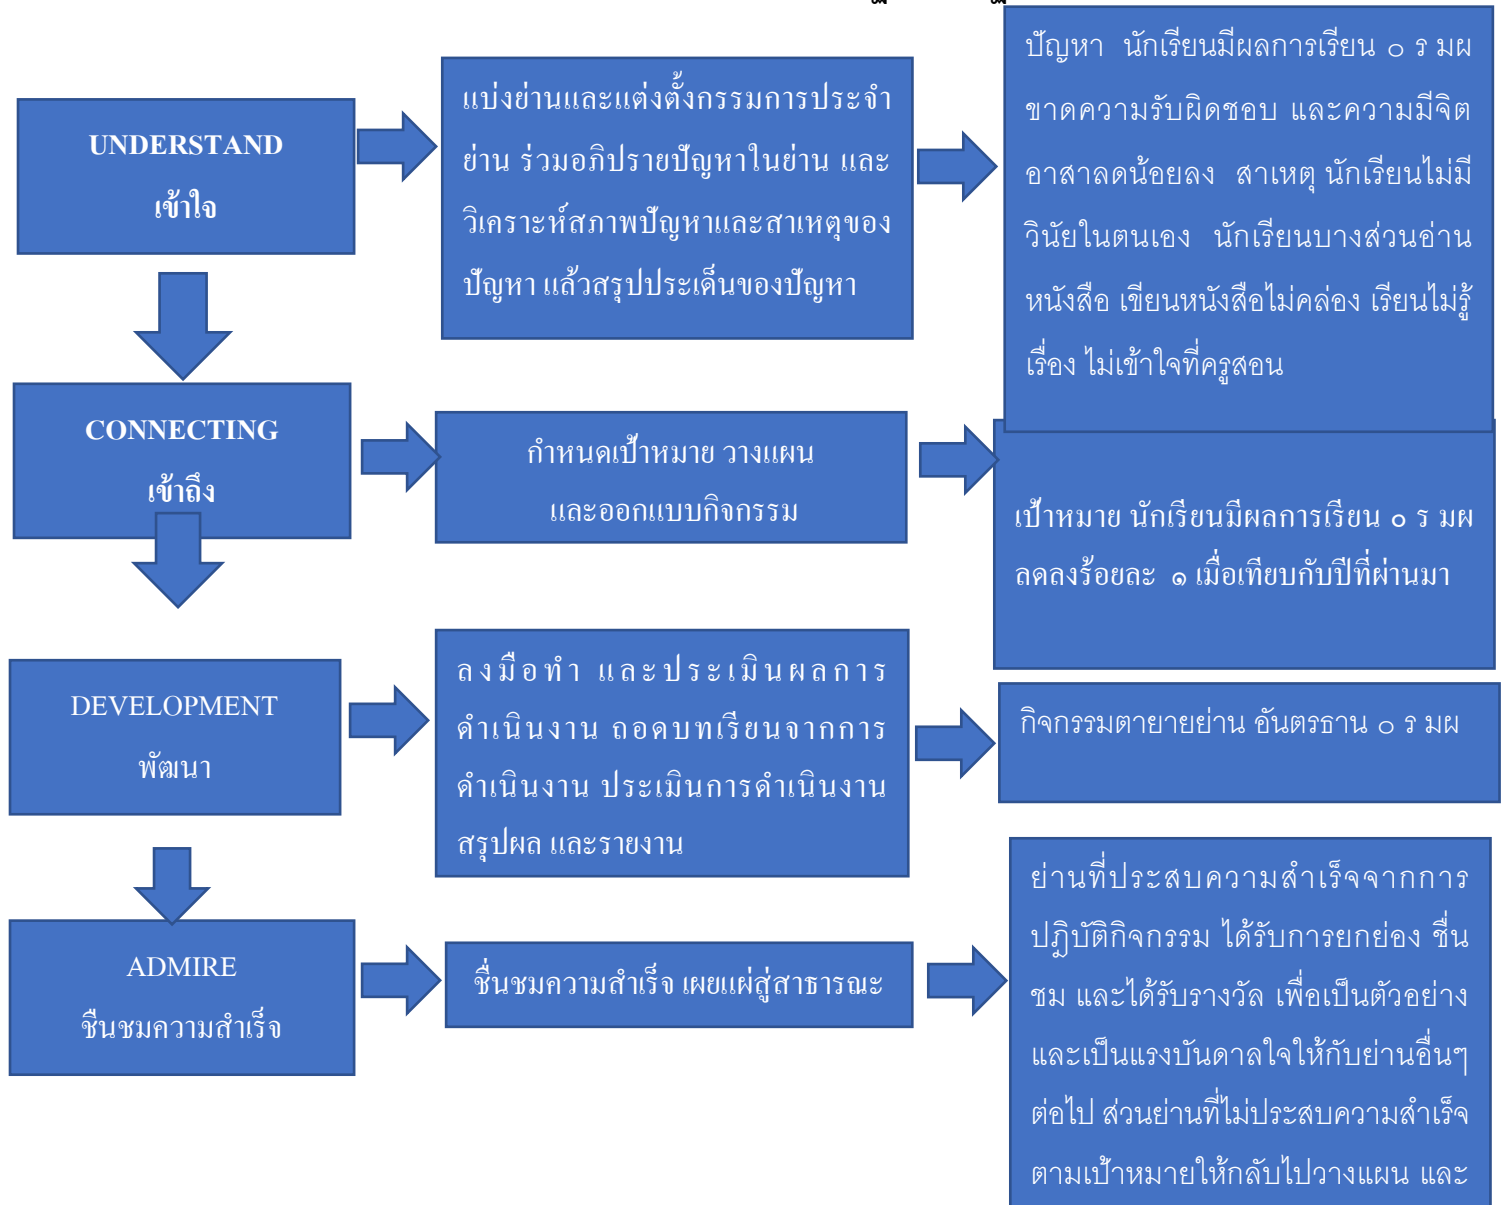 UNDERSTAND
เข้าใจ
แบ่งย่านและแต่งตั้งกรรมการประจำ
ย่าน ร่วมอภิปรายปัญหาในย่าน และ
วิเคราะห์สภาพปัญหาและสาเหตุของ
ปัญหา แล้วสรุปประเด็นของปัญหา
ปัญหา นักเรียนมีผลการเรียน ๐ ร มผ
ขาดความรับผิดชอบ และความมีจิต
อาสาลดน้อยลง สาเหตุ นักเรียนไม่มี
วินัยในตนเอง นักเรียนบางส่วนอ่าน
หนังสือ เขียนหนังสือไม่คล่อง เรียนไม่รู้
เรื่อง ไม่เข้าใจที่ครูสอน
CONNECTING
เข้าถึง
กำหนดเป้าหมาย วางแผน
และออกแบบกิจกรรม
เป้าหมาย นักเรียนมีผลการเรียน ๐ ร มผ
ลดลงร้อยละ ๑ เมื่อเทียบกับปีที่ผ่านมา
DEVELOPMENT
พัฒนา
ลงมือทำ และประเมินผลการ
ดำเนินงาน ถอดบทเรียนจากการ
ดำเนินงาน ประเมินการดำเนินงาน
สรุปผล และรายงาน
กิจกรรมตายายย่าน อันตรธาน ๐ ร มผ
ADMIRE
ชืนชมความสำเร็จ
ชื่นชมความสำเร็จ เผยแผ่สู่สาธารณะ
ย่านที่ประสบความสำเร็จจากการ
ปฏิบัติกิจกรรม ได้รับการยกย่อง ชื่น
ชม และได้รับรางวัล เพื่อเป็นตัวอย่าง
และเป็นแรงบันดาลใจให้กับย่านอื่นๆ
ต่อไป ส่วนย่านที่ไม่ประสบความสำเร็จ
ตามเป้าหมายให้กลับไปวางแผน และ